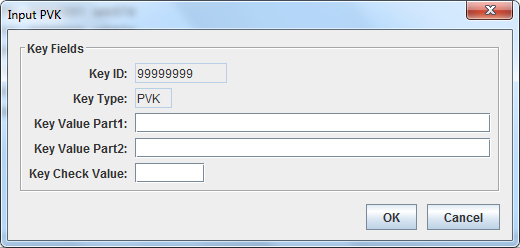 Input PVK
Key Fields
Key ID: 99999999
Key Type: PVK
Key Value Part1:
Key Value Part2:
Key Check Value:
OK Cancel